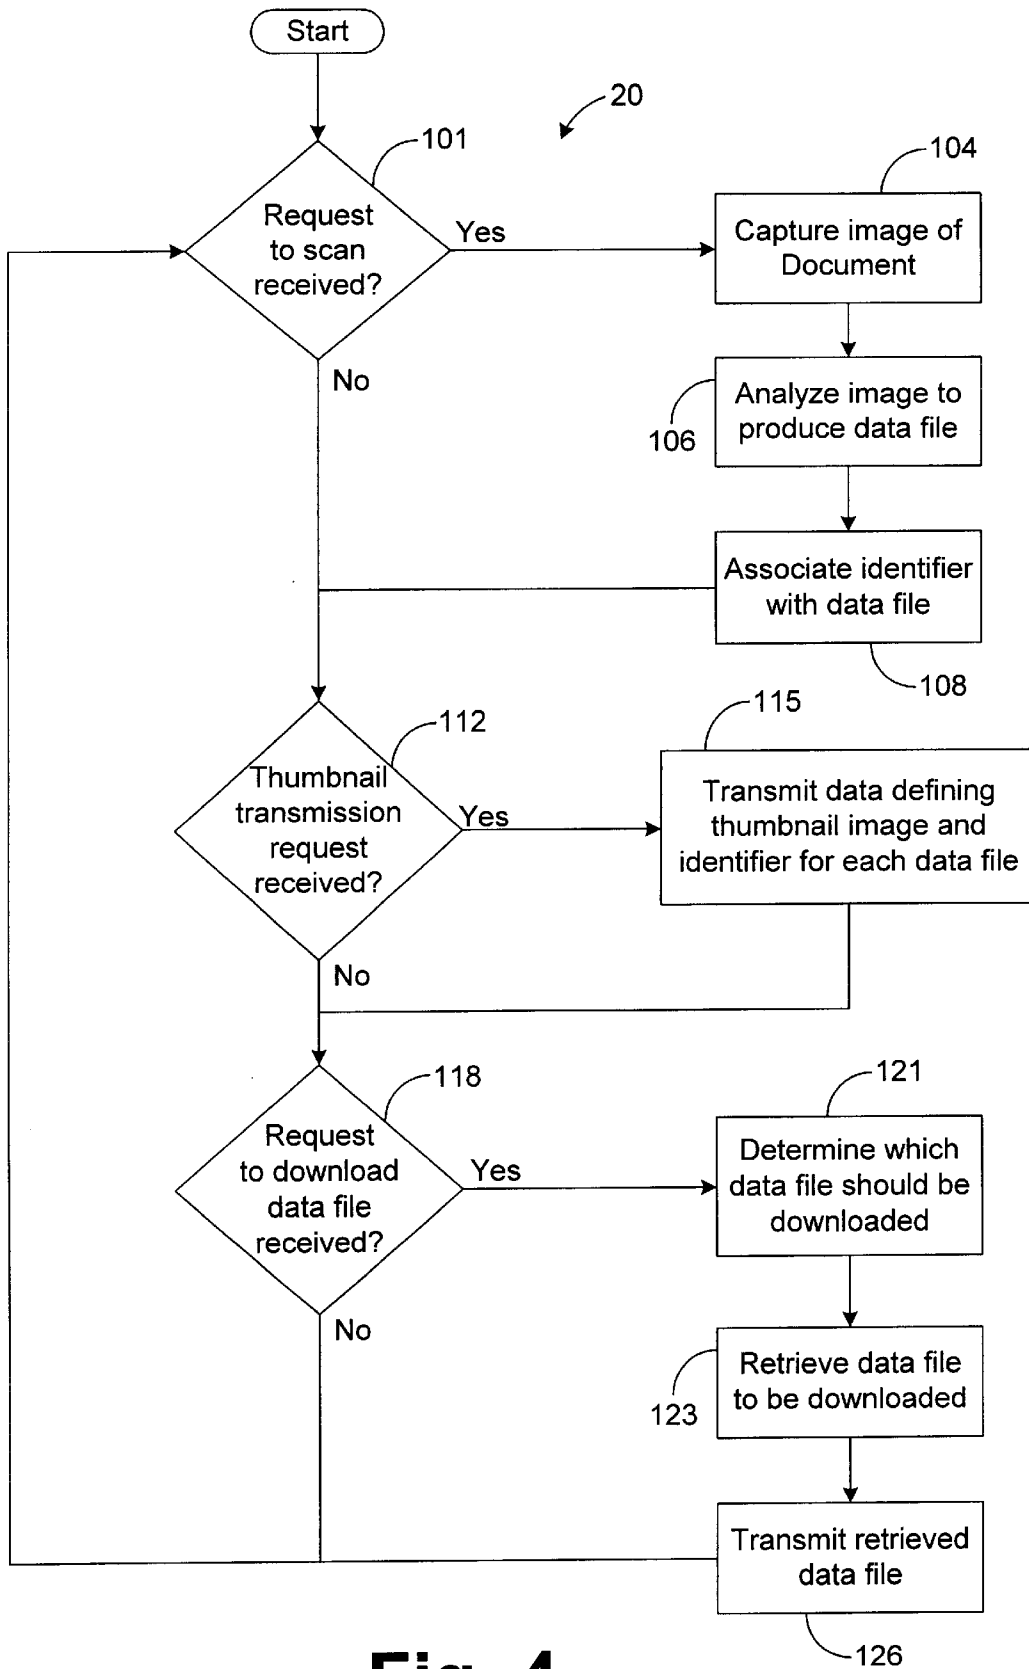 Start
20
101
Request
to scan
received?
Yes
No
104
Capture image of
Document
106
Analyze image to
produce data file
Associate identifier
with data file
108
112
Thumbnail
transmission
request
received?
Yes
No
115
Transmit data defining
thumbnail image and
identifier for each data file
118
Request
to download
data file
received?
Yes
No
121
Determine which
data file should be
downloaded
123
Retrieve data file
to be downloaded
Transmit retrieved
data file
126
Fig. 4